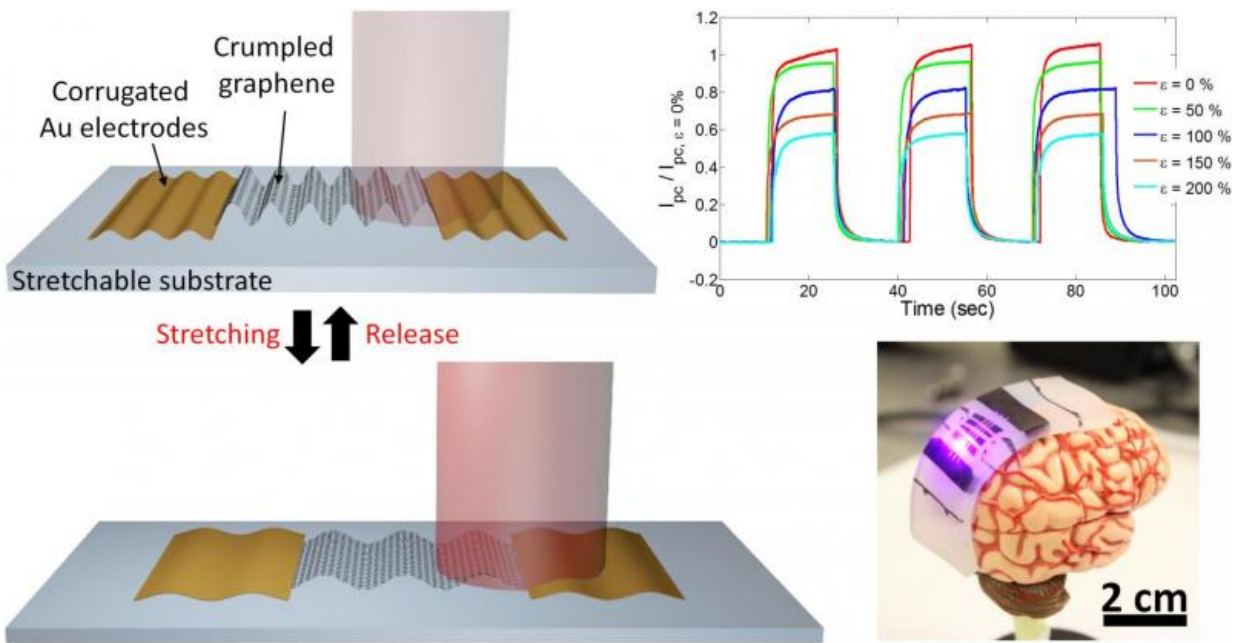 Crumpled
graphene
Corrugated
Au electrodes
Stretchable substrate
Stretching
Release
I_pc / I_pc, ε = 0%
1.2
1
0.8
0.6
0.4
0.2
0
-0.2
0
20
40
60
80
100
Time (sec)
ε = 0 %
ε = 50 %
ε = 100 %
ε = 150 %
ε = 200 %
2 cm